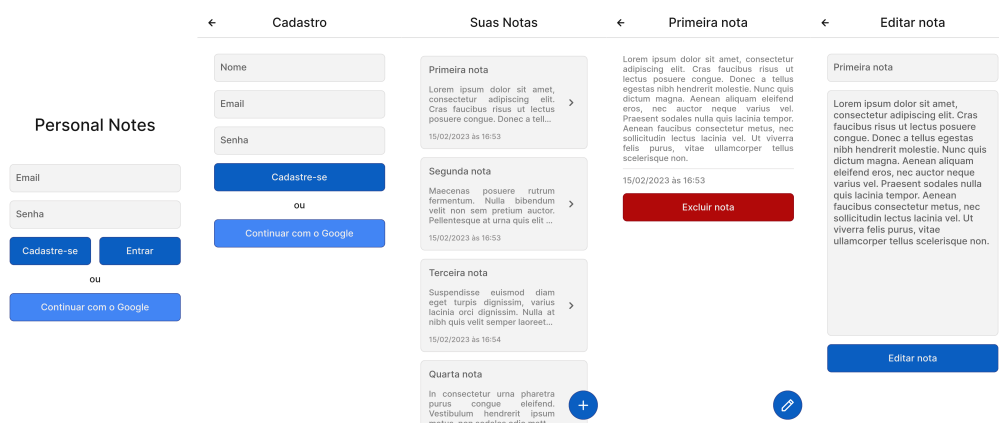 Personal Notes
Email
Senha
Cadastre-se
Entrar
ou
Continuar com o Google
Cadastro
Nome
Email
Senha
Cadastre-se
ou
Continuar com o Google
Suas Notas
Primeira nota
Lorem ipsum dolor sit amet,
consectetur adipiscing elit.
Cras faucibus risus ut lectus
posuere congue. Donec a tell...
15/02/2023 às 16:53
Segunda nota
Maecenas posuere rutrum
fermentum. Nulla bibendum
velit non sem pretium auctor.
Pellentesque at urna quis elit ...
15/02/2023 às 16:53
Terceira nota
Suspendisse euismod diam
eget turpis dignissim, varius
lacinia orci dignissim. Nulla at
nibh quis velit semper laoreet...
15/02/2023 às 16:54
Quarta nota
In consectetur urna pharetra
purus congue eleifend.
Vestibulum hendrerit ipsum
Primeira nota
Lorem ipsum dolor sit amet, consectetur
adipiscing elit. Cras faucibus risus ut
lectus posuere congue. Donec a tellus
egestas nibh hendrerit molestie. Nunc quis
dictum magna. Aenean aliquam eleifend
eros, nec auctor neque varius vel.
Praesent sodales nulla quis lacinia tempor.
Aenean faucibus consectetur metus, nec
sollicitudin lectus lacinia vel. Ut viverra
felis purus, vitae ullamcorper tellus
scelerisque non.
15/02/2023 às 16:53
Excluir nota
Editar nota
Primeira nota
Lorem ipsum dolor sit amet,
consectetur adipiscing elit. Cras
faucibus risus ut lectus posuere
congue. Donec a tellus egestas
nibh hendrerit molestie. Nunc quis
dictum magna. Aenean aliquam
eleifend eros, nec auctor neque
varius vel. Praesent sodales nulla
quis lacinia tempor. Aenean
faucibus consectetur metus, nec
sollicitudin lectus lacinia vel. Ut
viverra felis purus, vitae
ullamcorper tellus scelerisque non.
Editar nota